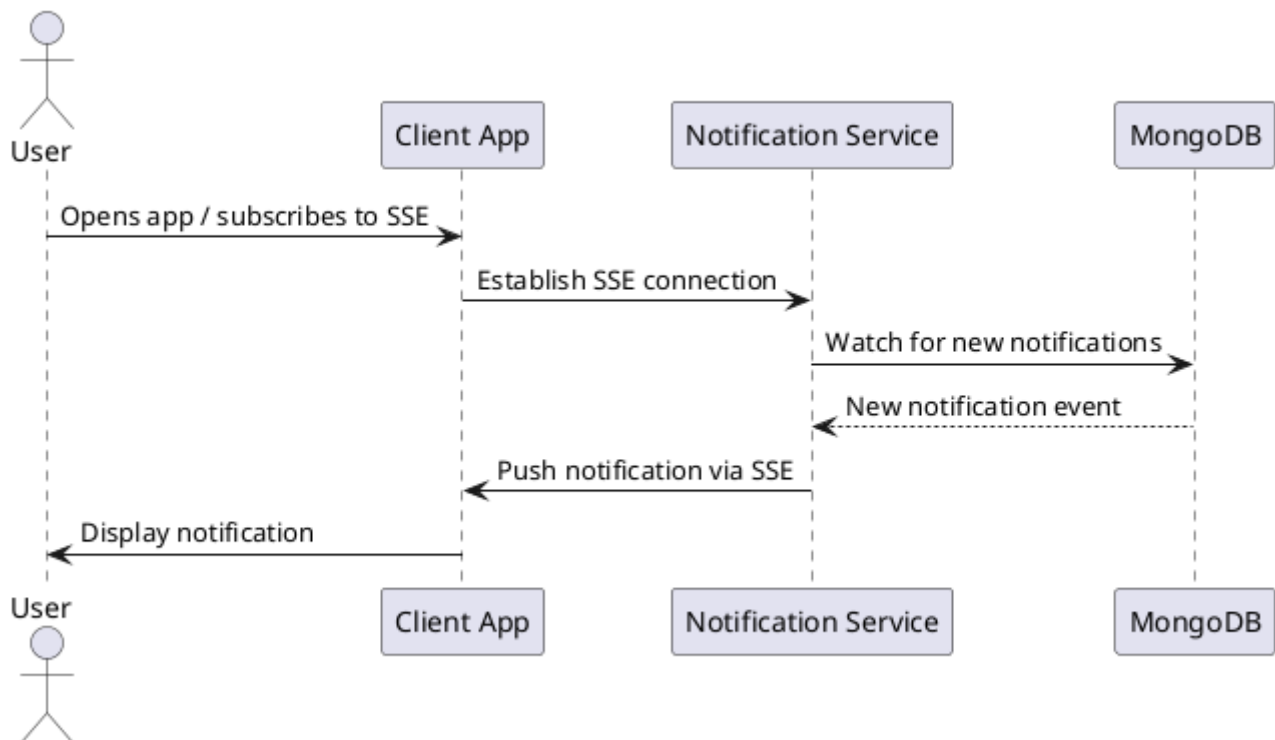 User
Client App
Notification Service
MongoDB
Opens app / subscribes to SSE
Establish SSE connection
Watch for new notifications
New notification event
Push notification via SSE
Display notification
User
Client App
Notification Service
MongoDB